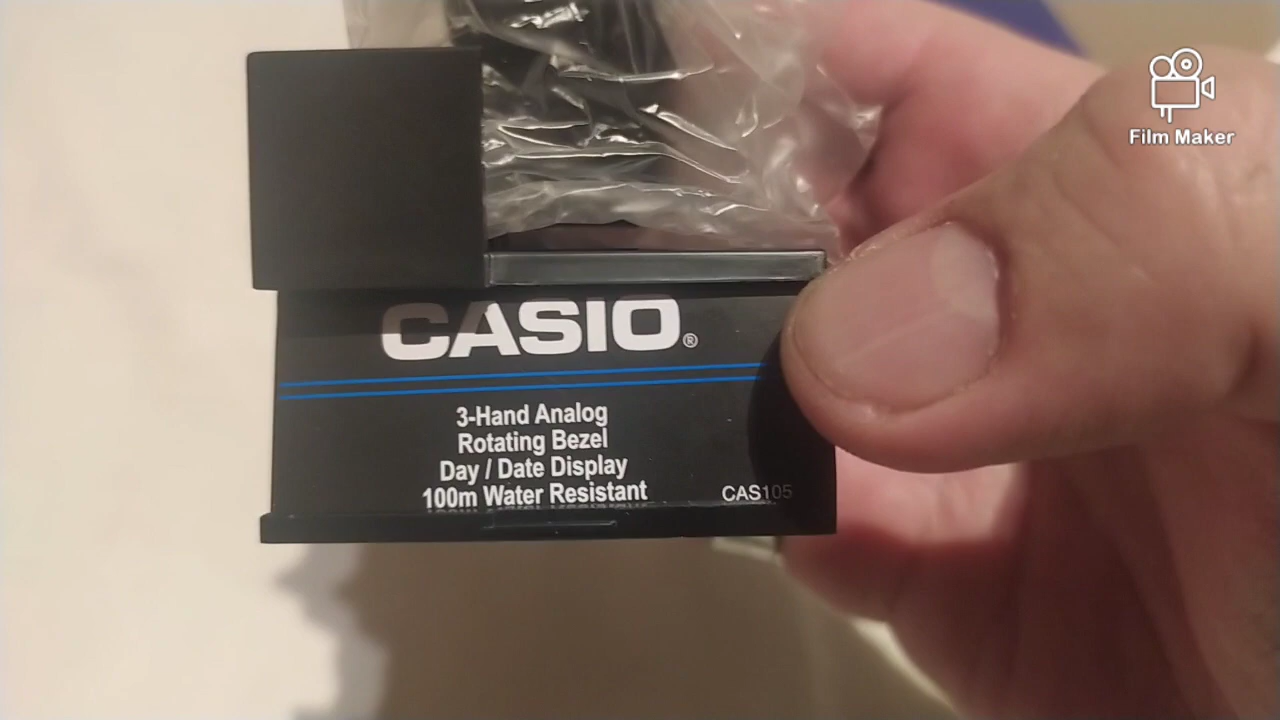 Film Maker
CASIO®
3-Hand Analog
Rotating Bezel
Day / Date Display
100m Water Resistant
CAS105